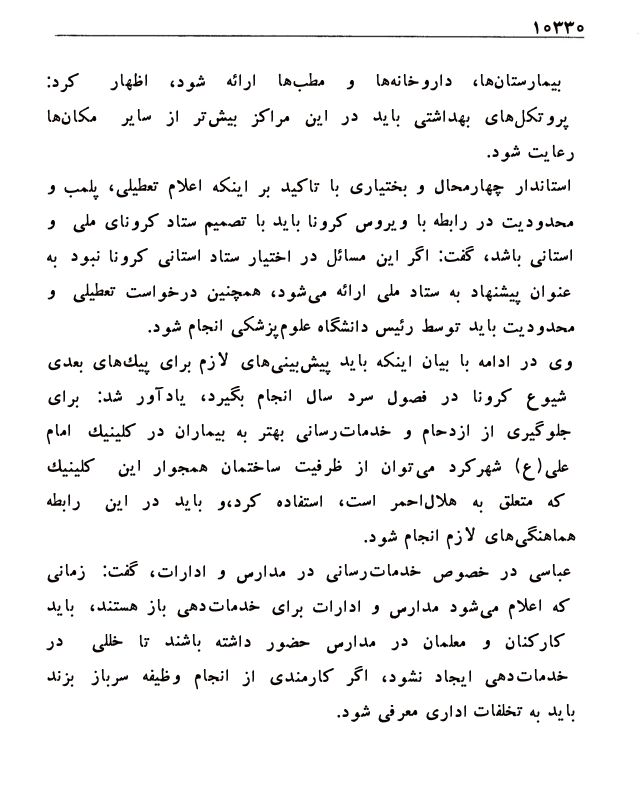 ۱۰۳۳۰
بیمارستان‌ها، داروخانه‌ها و مطب‌ها ارائه شود، اظهار کرد:
پروتکل‌های بهداشتی باید در این مراکز بیش‌تر از سایر مکان‌ها
رعایت شود.
استاندار چهارمحال و بختیاری با تاکید بر اینکه اعلام تعطیلی، پلمب و
محدودیت در رابطه با ویروس کرونا باید با تصمیم ستاد کرونای ملی و
استانی باشد، گفت: اگر این مسائل در اختیار ستاد استانی کرونا نبود به
عنوان پیشنهاد به ستاد ملی ارائه می‌شود، همچنین درخواست تعطیلی و
محدودیت باید توسط رئیس دانشگاه علوم‌پزشکی انجام شود.
وی در ادامه با بیان اینکه باید پیش‌بینی‌های لازم برای پیك‌های بعدی
شیوع کرونا در فصول سرد سال انجام بگیرد، یادآور شد: برای
جلوگیری از ازدحام و خدمات‌رسانی بهتر به بیماران در کلینیك امام
علی(ع) شهرکرد می‌توان از ظرفیت ساختمان همجوار این کلینیك
که متعلق به هلال‌احمر است، استفاده کرد،و باید در این رابطه
هماهنگی‌های لازم انجام شود.
عباسی در خصوص خدمات‌رسانی در مدارس و ادارات، گفت: زمانی
که اعلام می‌شود مدارس و ادارات برای خدمات‌دهی باز هستند، باید
کارکنان و معلمان در مدارس حضور داشته باشند تا خللی در
خدمات‌دهی ایجاد نشود، اگر کارمندی از انجام وظیفه سرباز بزند
باید به تخلفات اداری معرفی شود.